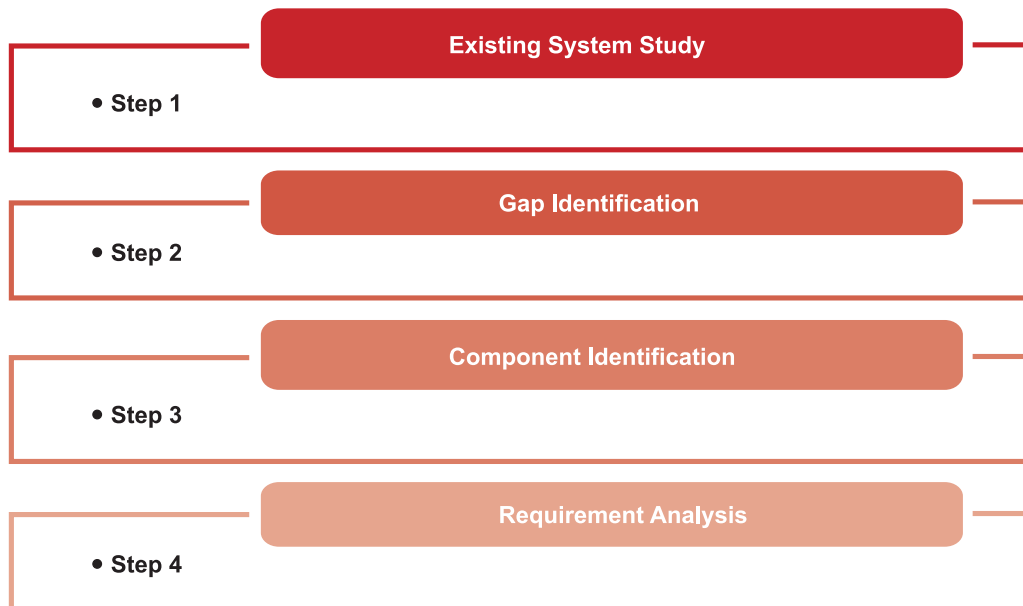 Existing System Study
• Step 1
Gap Identification
• Step 2
Component Identification
• Step 3
Requirement Analysis
• Step 4